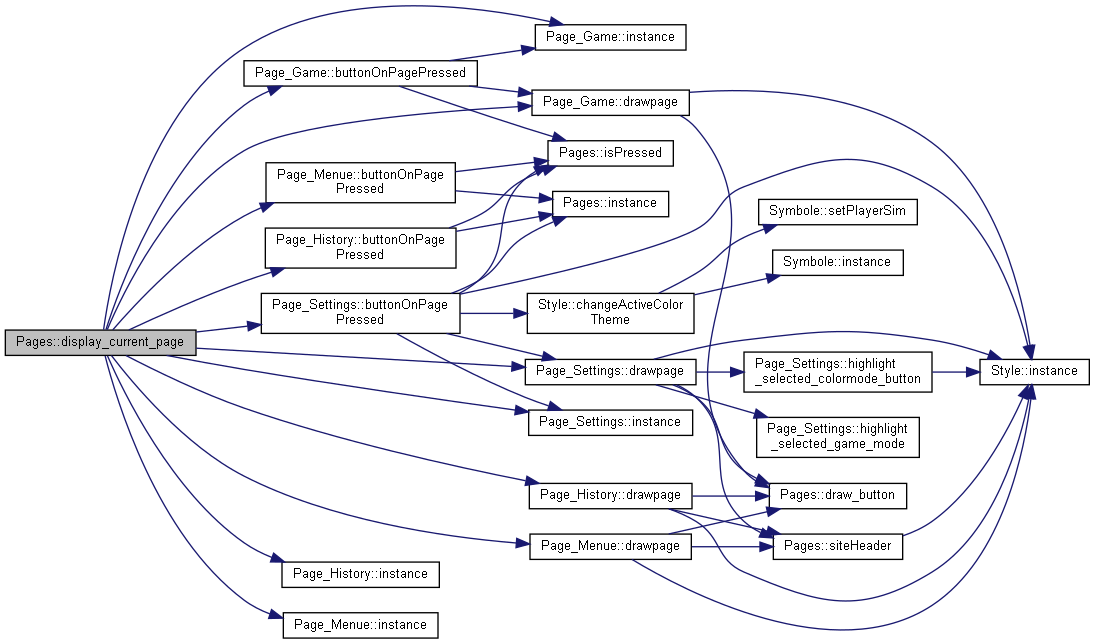 Page_Game::instance
Page_Game::buttonOnPagePressed
Page_Game::drawpage
Pages::isPressed
Page_Menue::buttonOnPage
Pressed
Pages::instance
Symbole::setPlayerSim
Page_History::buttonOnPage
Pressed
Symbole::instance
Page_Settings::buttonOnPage
Pressed
Style::changeActiveColor
Theme
Pages::display_current_page
Page_Settings::drawpage
Page_Settings::highlight
_selected_colormode_button
Style::instance
Page_Settings::instance
Page_Settings::highlight
_selected_game_mode
Page_History::drawpage
Pages::draw_button
Page_Menue::drawpage
Pages::siteHeader
Page_History::instance
Page_Menue::instance